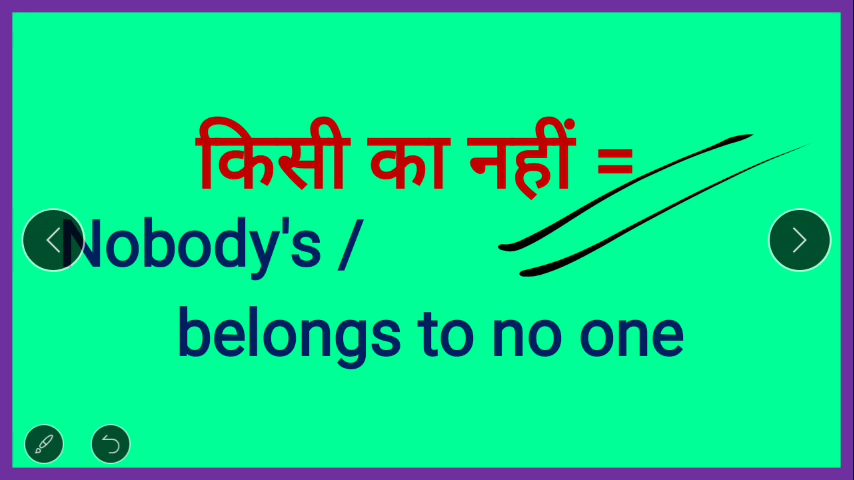 किसी का नहीं =
Nobody's /
belongs to no one